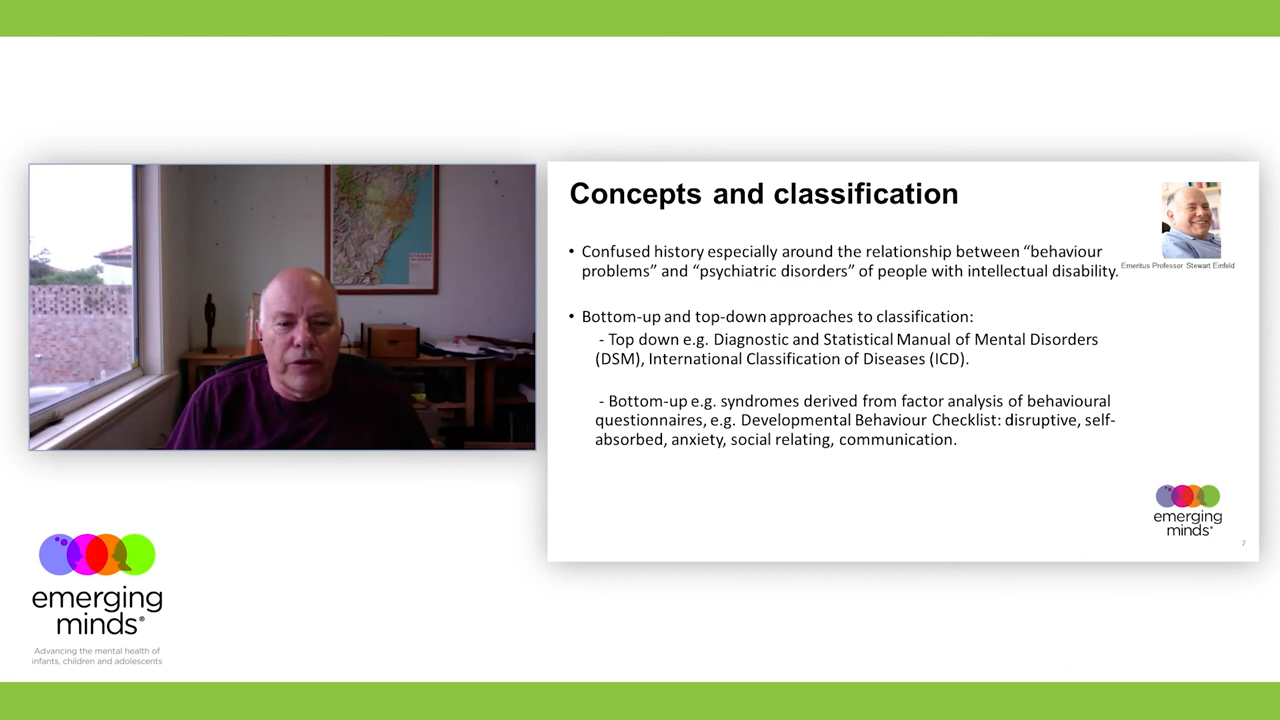 Concepts and classification
• Confused history especially around the relationship between “behaviour
problems” and “psychiatric disorders” of people with intellectual disability.
Emeritus Professor Stewart Einfeld
• Bottom-up and top-down approaches to classification:
- Top down e.g. Diagnostic and Statistical Manual of Mental Disorders
(DSM), International Classification of Diseases (ICD).
- Bottom-up e.g. syndromes derived from factor analysis of behavioural
questionnaires, e.g. Developmental Behaviour Checklist: disruptive, self-
absorbed, anxiety, social relating, communication.
emerging
minds®
7
emerging
minds®
Advancing the mental health of
infants, children and adolescents